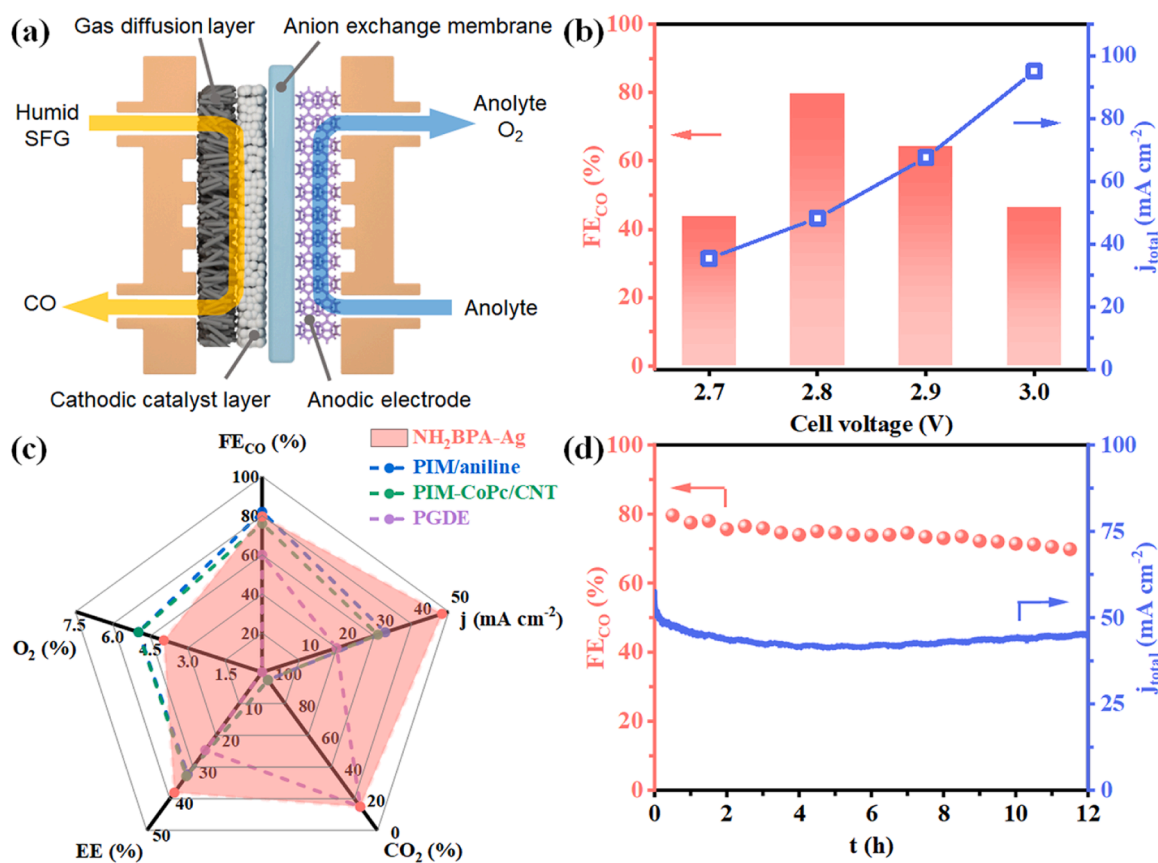 (a)
Gas diffusion layer
Anion exchange membrane
Humid
SFG
Anolyte
O2
CO
Anolyte
Cathodic catalyst layer
Anodic electrode
(b)
100
80
60
40
20
0
FECO (%)
100
80
60
40
20
0
jtotal (mA cm-2)
2.7
2.8
2.9
3.0
Cell voltage (V)
(c)
FECO (%)
NH2BPA-Ag
PIM/aniline
PIM-CoPc/CNT
PGDE
100
80
60
40
20
50
40
30
20
10
j (mA cm-2)
7.5
6.0
4.5
3.0
1.5
O2 (%)
100
80
60
40
20
0
CO2 (%)
10
20
30
40
50
EE (%)
(d)
100
80
60
40
20
0
FECO (%)
100
75
50
25
0
jtotal (mA cm-2)
0
2
4
6
8
10
12
t (h)